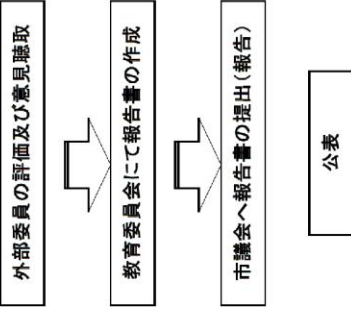 外部委員の評価及び意見聴取
教育委員会にて報告書の作成
市議会へ報告書の提出(報告)
公表